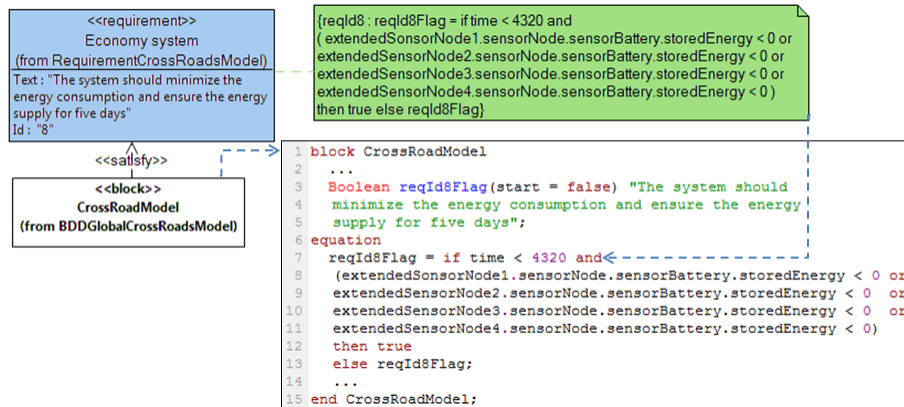 <<requirement>>
Economy system
(from RequirementCrossRoadsModel)
Text : "The system should minimize the
energy consumption and ensure the energy
supply for five days"
Id : "8"
{reqId8 : reqId8Flag = if time < 4320 and
( extendedSonsorNode1.sensorNode.sensorBattery.storedEnergy < 0 or
extendedSensorNode2.sensorNode.sensorBattery.storedEnergy < 0 or
extendedSensorNode3.sensorNode.sensorBattery.storedEnergy < 0 or
extendedSensorNode4.sensorNode.sensorBattery.storedEnergy < 0 )
then true else reqId8Flag}
<<satisfy>>
<<block>>
CrossRoadModel
(from BDDGlobalCrossRoadsModel)
1 block CrossRoadModel
2 ...
3 Boolean reqId8Flag(start = false) "The system should
4 minimize the energy consumption and ensure the energy
5 supply for five days";
6 equation
7 reqId8Flag = if time < 4320 and
8 (extendedSonsorNode1.sensorNode.sensorBattery.storedEnergy < 0 or
9 extendedSensorNode2.sensorNode.sensorBattery.storedEnergy < 0 or
10 extendedSensorNode3.sensorNode.sensorBattery.storedEnergy < 0 or
11 extendedSensorNode4.sensorNode.sensorBattery.storedEnergy < 0)
12 then true
13 else reqId8Flag;
14 ...
15 end CrossRoadModel;